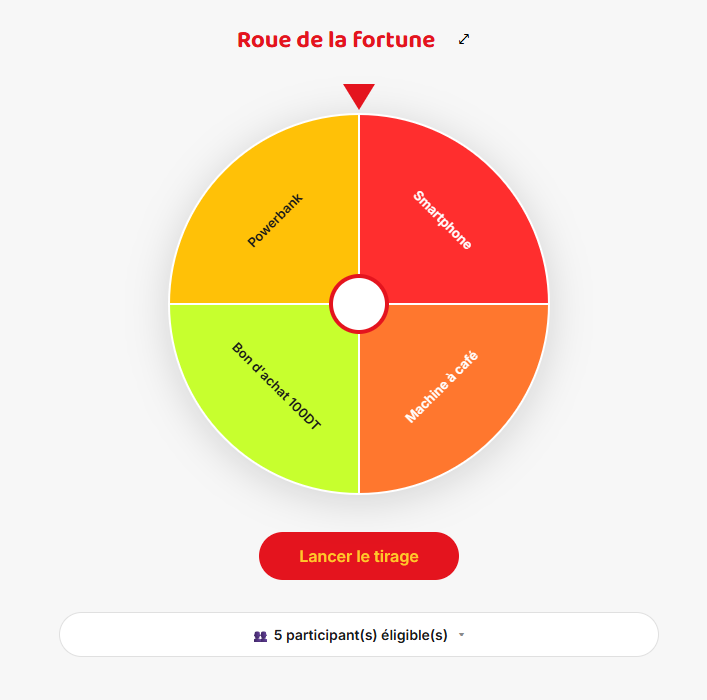 Roue de la fortune
Powerbank
Smartphone
Bon d'achat 100DT
Machine à café
Lancer le tirage
5 participant(s) éligible(s)